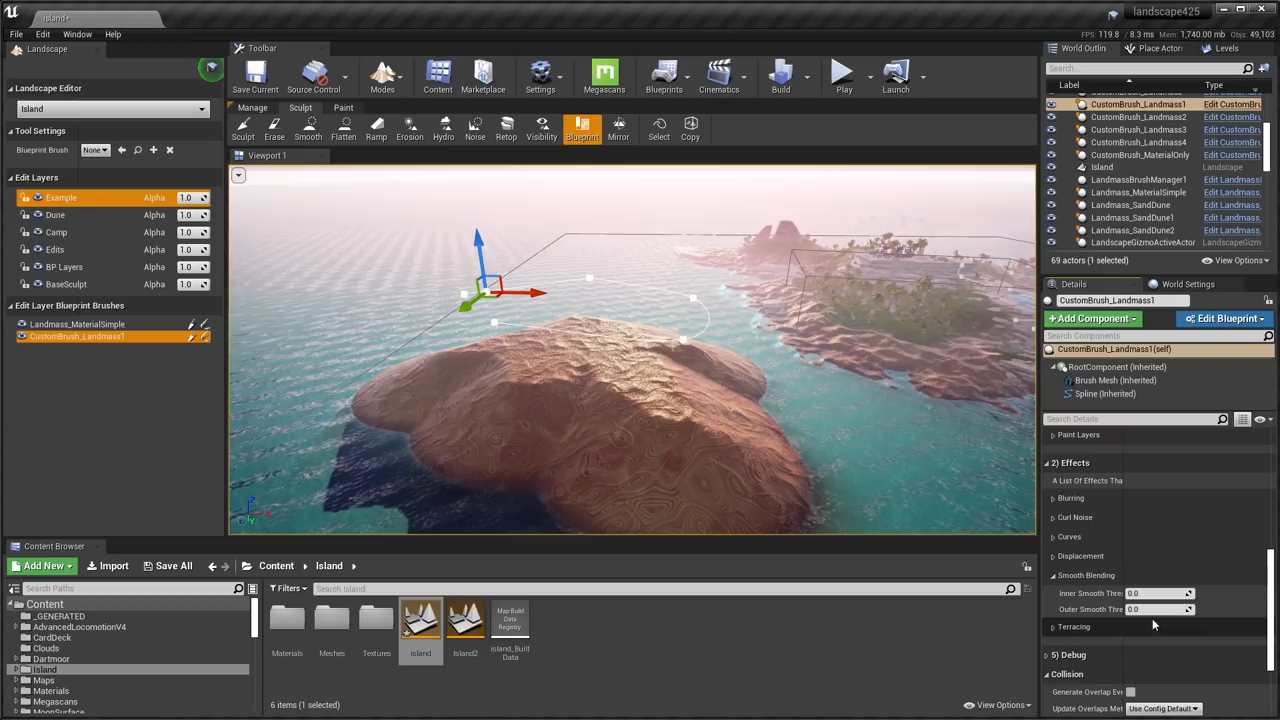 island•
landscape425
File Edit Window Help
FPS: 119.8 / 8.3 ms Mem: 1,740.00 mb Objs: 49,103
Landscape
Toolbar
World Outlin Place Actor Levels
Save Current Source Control Modes Content Marketplace Settings Megascans Blueprints Cinematics Build Play Launch
Search...
Label Type
Landscape Editor
Island
Manage Sculpt Paint
CustomBrush_Landmass1 Edit CustomBru
CustomBrush_Landmass2 Edit CustomBru
CustomBrush_Landmass3 Edit CustomBru
CustomBrush_Landmass4 Edit CustomBru
CustomBrush_MaterialOnly Edit CustomBru
Island Landscape
LandmassBrushManager1 Edit LandmassI
Landmass_MaterialSimple Edit Landmass_
Landmass_SandDune Edit Landmass_
Landmass_SandDune1 Edit Landmass_
Landmass_SandDune2 Edit Landmass_
LandscapeGizmoActiveActor LandscapeGizm
69 actors (1 selected) View Options
Tool Settings
Blueprint Brush None
Sculpt Erase Smooth Flatten Ramp Erosion Hydro Noise Retop Visibility Blueprint Mirror Select Copy
Viewport 1
Edit Layers
Example Alpha 1.0
Dune Alpha 1.0
Camp Alpha 1.0
Edits Alpha 1.0
BP Layers Alpha 1.0
BaseSculpt Alpha 1.0
Edit Layer Blueprint Brushes
Landmass_MaterialSimple
CustomBrush_Landmass1
Details World Settings
CustomBrush_Landmass1
+Add Component Edit Blueprint
Search Components
CustomBrush_Landmass1(self)
RootComponent (Inherited)
Brush Mesh (Inherited)
Spline (Inherited)
Search Details
Paint Layers
2) Effects
A List Of Effects Tha
Blurring
Curl Noise
Curves
Displacement
Smooth Blending
Inner Smooth Thre 0.0
Outer Smooth Thre 0.0
Terracing
5) Debug
Collision
Generate Overlap Eve
Update Overlaps Met Use Config Default
Content Browser
Add New Import Save All Content Island
Search Paths
Filters Search Island
Content
_GENERATED
AdvancedLocomotionV4
CardDeck
Clouds
Dartmoor
Island
Maps
Materials
Megascans
MoonSurface
Map Build
Data
Registry
Materials Meshes Textures island Island2 island_Built
Data
6 items (1 selected) View Options